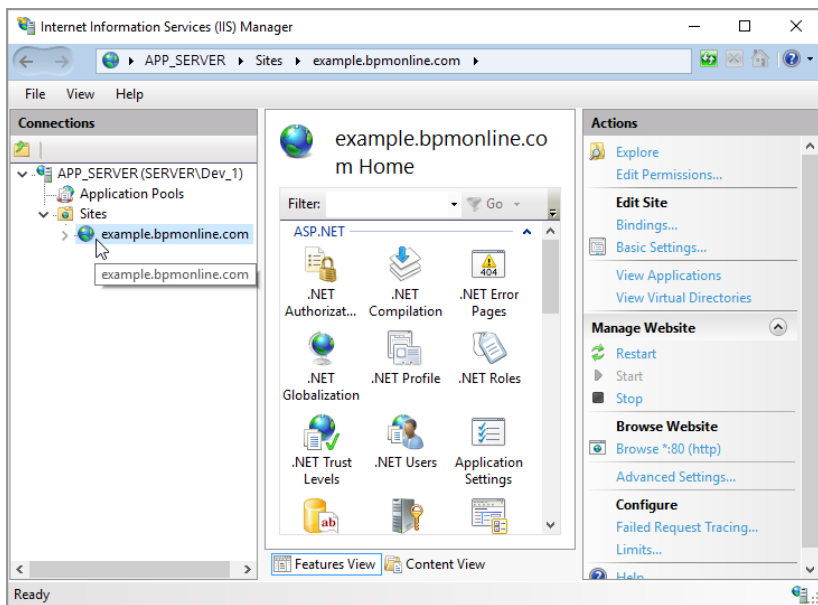 Internet Information Services (IIS) Manager
APP_SERVER Sites example.bpmonline.com
File View Help
Connections
APP_SERVER (SERVER\Dev_1)
Application Pools
Sites
example.bpmonline.com
example.bpmonline.com
example.bpmonline.co
m Home
Filter: Go
ASP.NET
.NET
Authorizat...
.NET
Compilation
404
.NET Error
Pages
.NET
Globalization
.NET Profile
.NET Roles
.NET Trust
Levels
.NET Users
Application
Settings
ab
Features View
Content View
Actions
Explore
Edit Permissions...
Edit Site
Bindings...
Basic Settings...
View Applications
View Virtual Directories
Manage Website
Restart
Start
Stop
Browse Website
Browse *:80 (http)
Advanced Settings...
Configure
Failed Request Tracing...
Limits...
Help
Ready